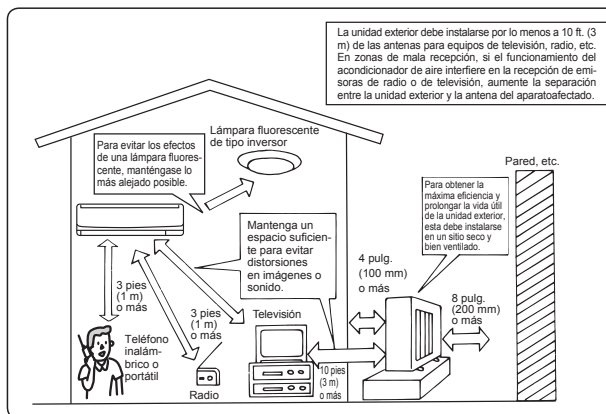 La unidad exterior debe instalarse por lo menos a 10 ft. (3
m) de las antenas para equipos de televisión, radio, etc.
En zonas de mala recepción, si el funcionamiento del
acondicionador de aire interfiere en la recepción de emi-
soras de radio o de televisión, aumente la separación
entre la unidad exterior y la antena del aparatoafectado.
Lámpara fluorescente
de tipo inversor
Para evitar los efectos
de una lámpara fluores-
cente, manténgase lo
más alejado posible.
Pared, etc.
Para obtener la
máxima eficiencia y
prolongar la vida útil
de la unidad exterior,
esta debe instalarse
en un sitio seco y
bien ventilado.
Mantenga un
espacio suficiente
para evitar
distorsiones
en imágenes o
sonido.
4 pulg.
(100 mm)
o más
8 pulg.
(200 mm)
o más
3 pies
(1 m)
o más
3 pies
(1 m)
o más
Televisión
Teléfono
inalám-
brico o
portátil
Radio
10 pies
(3 m)
o más